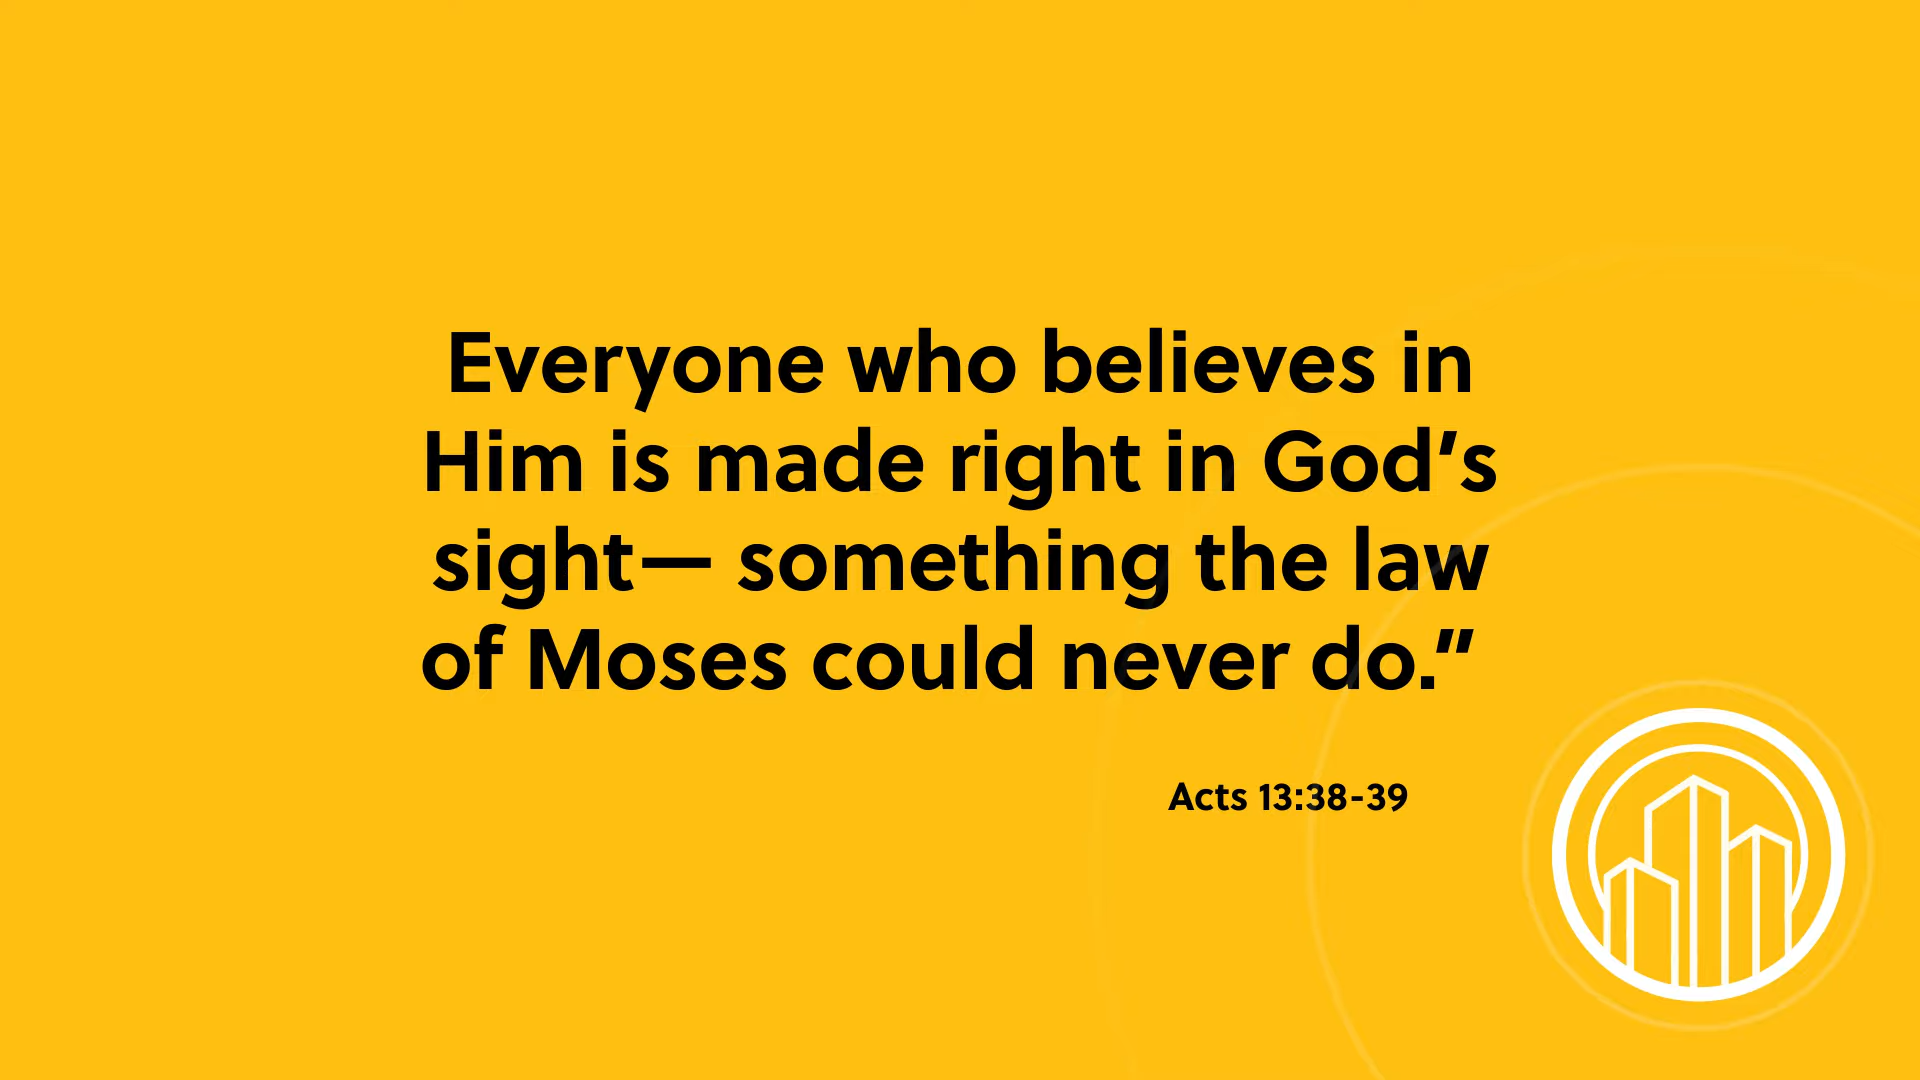 Everyone who believes in
Him is made right in God’s
sight— something the law
of Moses could never do.”
Acts 13:38-39